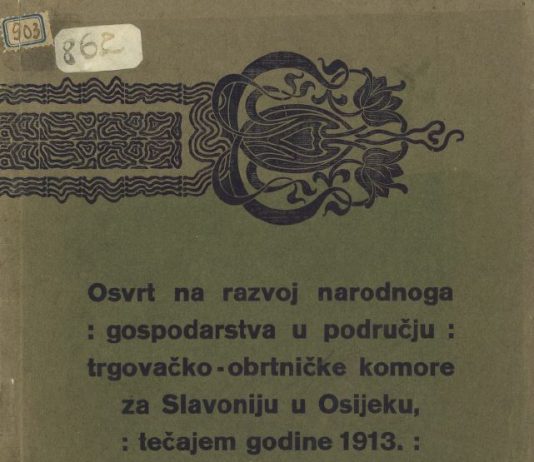 903
862
Osvrt na razvoj narodnoga
: gospodarstva u području :
trgovačko-obrtničke komore
za Slavoniju u Osijeku,
: tečajem godine 1913. :